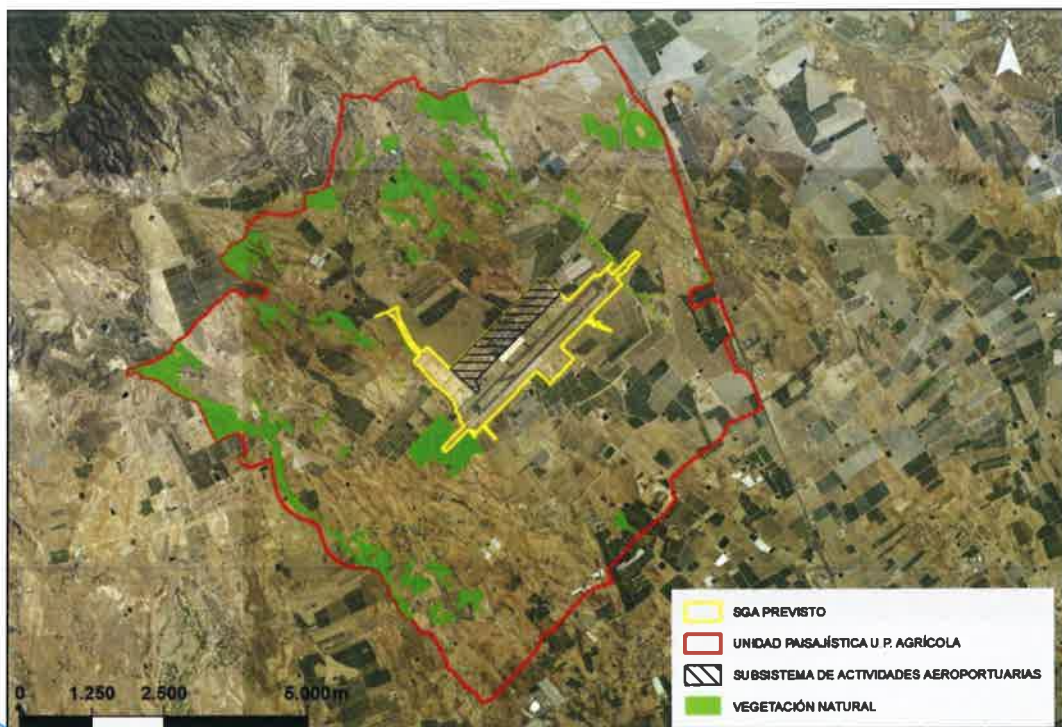 0 1.250 2.500 5.000m
SGA PREVISTO
UNIDAD PAISAJÍSTICA U.P. AGRÍCOLA
SUBSISTEMA DE ACTIVIDADES AEROPORTUARIAS
VEGETACIÓN NATURAL